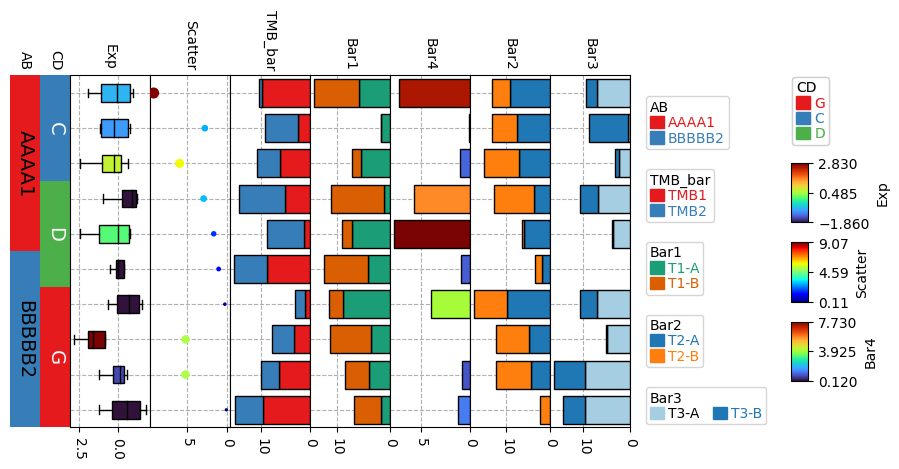 AB
CD
Exp
Scatter
TMB_bar
Bar1
Bar4
Bar2
Bar3
AAAA1
BBBBB2
C
D
G
2.5
0.0
5
0
10
0
10
0
5
0
10
0
10
0
AB
AAAA1
BBBBB2
TMB_bar
TMB1
TMB2
Bar1
T1-A
T1-B
Bar2
T2-A
T2-B
Bar3
T3-A
T3-B
CD
G
C
D
2.830
0.485
−1.860
Exp
9.07
4.59
0.11
Scatter
7.730
3.925
0.120
Bar4